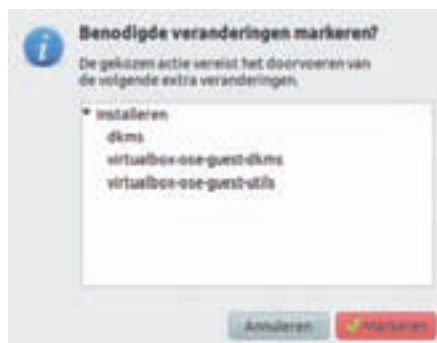 Benodigde veranderingen markeren?
De gekozen actie vereist het doorvoeren van
de volgende extra veranderingen.
Installeren
dkms
virtualbox-ose-guest-dkms
virtualbox-ose-guest-utils
Annuleren
Markeren